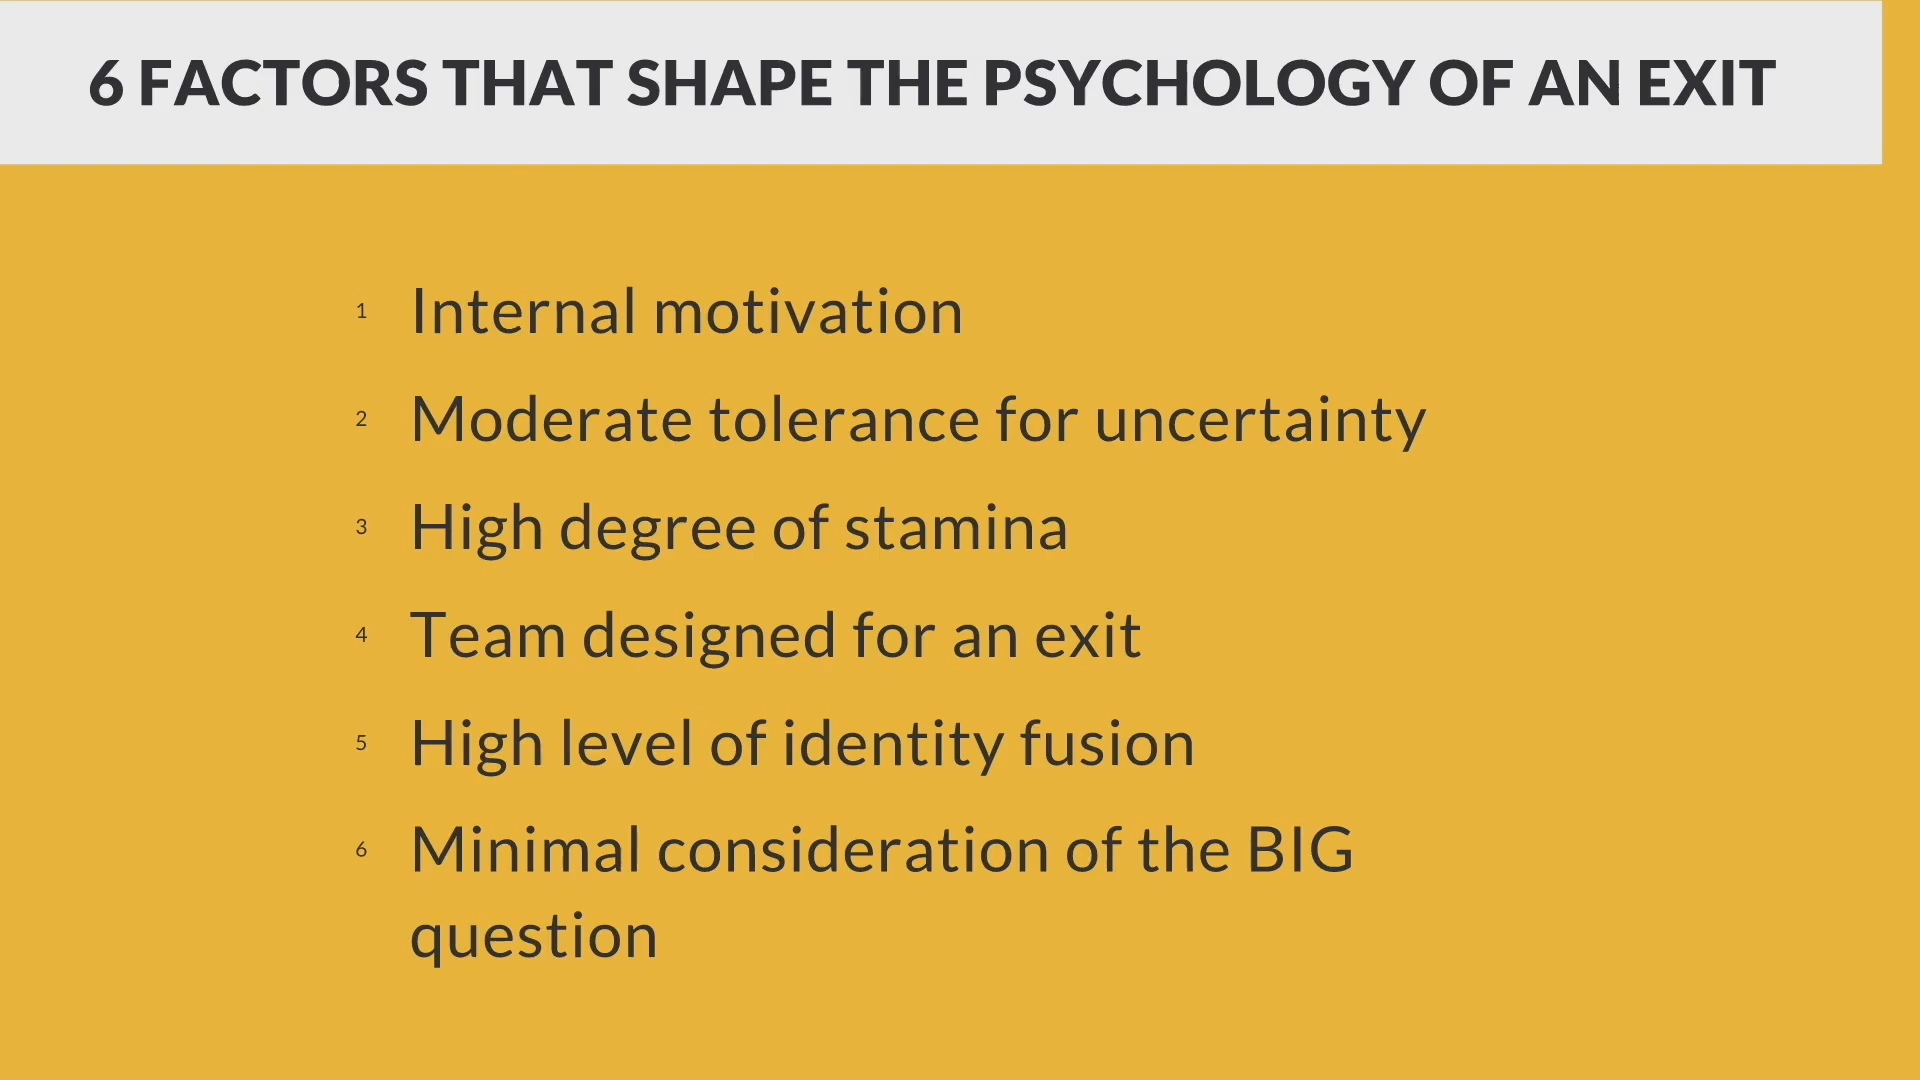 6 FACTORS THAT SHAPE THE PSYCHOLOGY OF AN EXIT
1 Internal motivation
2 Moderate tolerance for uncertainty
3 High degree of stamina
4 Team designed for an exit
5 High level of identity fusion
6 Minimal consideration of the BIG
question